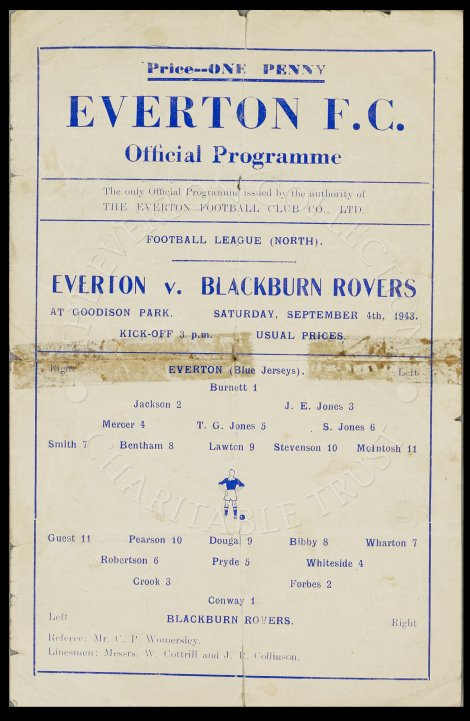 Price--ONE PENNY
EVERTON F.C.
Official Programme
The only Official Programme issued by the authority of
THE EVERTON FOOTBALL CLUB CO., LTD.
FOOTBALL LEAGUE (NORTH).
EVERTON v. BLACKBURN ROVERS
AT GOODISON PARK. SATURDAY, SEPTEMBER 4th, 1943.
KICK-OFF 3 p.m. USUAL PRICES.
Right EVERTON (Blue Jerseys). Left
Burnett 1
Jackson 2 J. E. Jones 3
Mercer 4 T. G. Jones 5 S. Jones 6
Smith 7 Bentham 8 Lawton 9 Stevenson 10 McIntosh 11
Guest 11 Pearson 10 Dougal 9 Bibby 8 Wharton 7
Robertson 6 Pryde 5 Whiteside 4
Crook 3 Forbes 2
Conway 1
Left BLACKBURN ROVERS. Right
Referee: Mr. C. P. Womersley.
Linesmen: Messrs. W. Cottrill and J. E. Collinson.
THE EVERTON COLLECTION
CHARITABLE TRUST